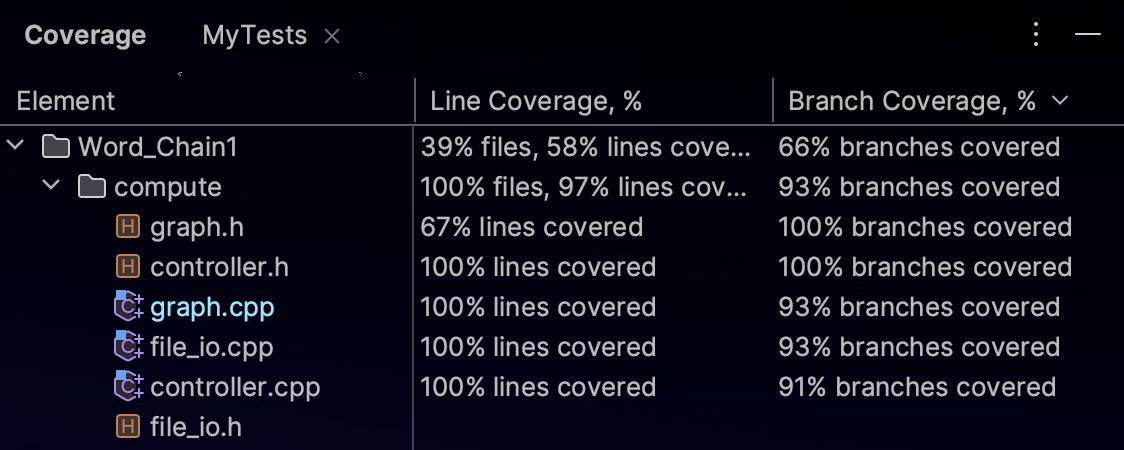 Coverage MyTests
Element Line Coverage, % Branch Coverage, %
Word_Chain1 39% files, 58% lines cove... 66% branches covered
compute 100% files, 97% lines cov... 93% branches covered
H graph.h 67% lines covered 100% branches covered
H controller.h 100% lines covered 100% branches covered
C graph.cpp 100% lines covered 93% branches covered
C file_io.cpp 100% lines covered 93% branches covered
C controller.cpp 100% lines covered 91% branches covered
H file_io.h